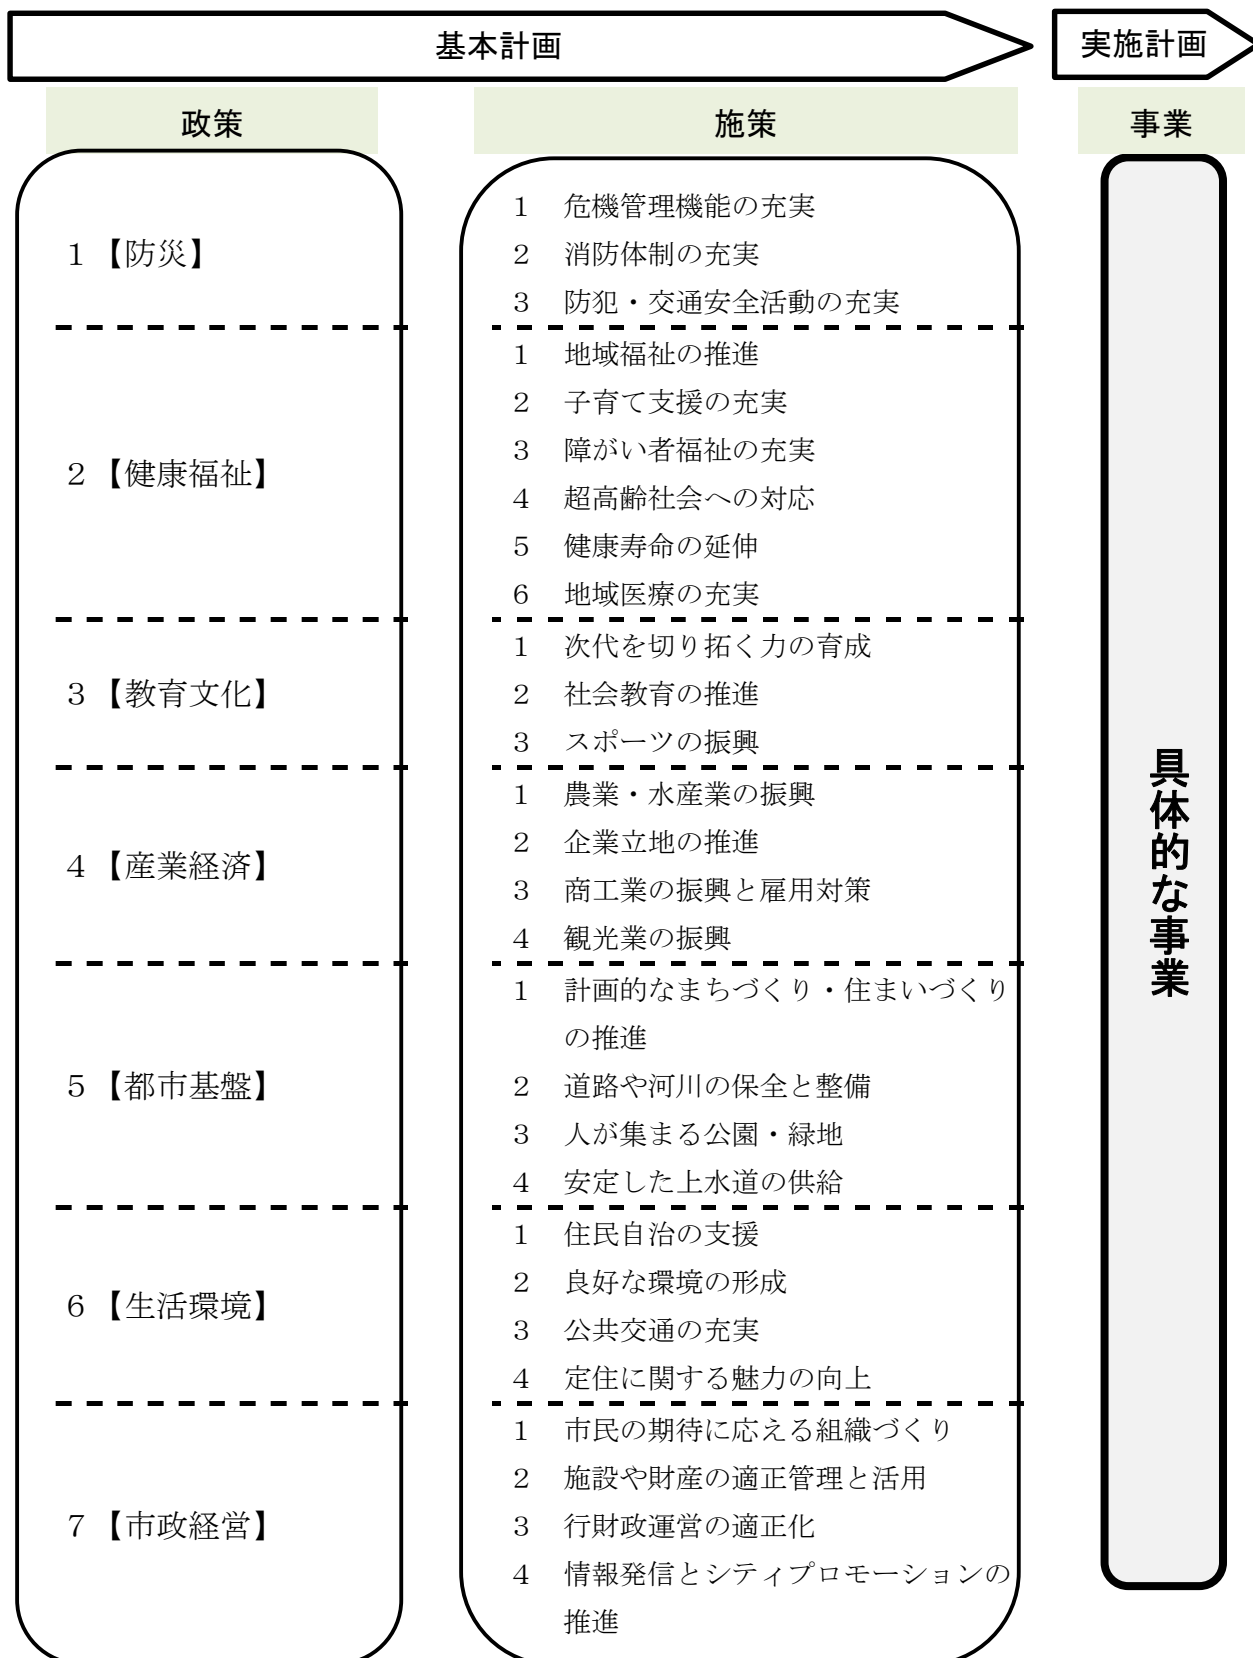 基本計画
実施計画
政策
施策
事業
1【防災】
1 危機管理機能の充実
2 消防体制の充実
3 防犯・交通安全活動の充実
2【健康福祉】
1 地域福祉の推進
2 子育て支援の充実
3 障がい者福祉の充実
4 超高齢社会への対応
5 健康寿命の延伸
6 地域医療の充実
3【教育文化】
1 次代を切り拓く力の育成
2 社会教育の推進
3 スポーツの振興
4【産業経済】
1 農業・水産業の振興
2 企業立地の推進
3 商工業の振興と雇用対策
4 観光業の振興
5【都市基盤】
1 計画的なまちづくり・住まいづくり
の推進
2 道路や河川の保全と整備
3 人が集まる公園・緑地
4 安定した上水道の供給
6【生活環境】
1 住民自治の支援
2 良好な環境の形成
3 公共交通の充実
4 定住に関する魅力の向上
7【市政経営】
1 市民の期待に応える組織づくり
2 施設や財産の適正管理と活用
3 行財政運営の適正化
4 情報発信とシティプロモーションの
推進
具体的な事業